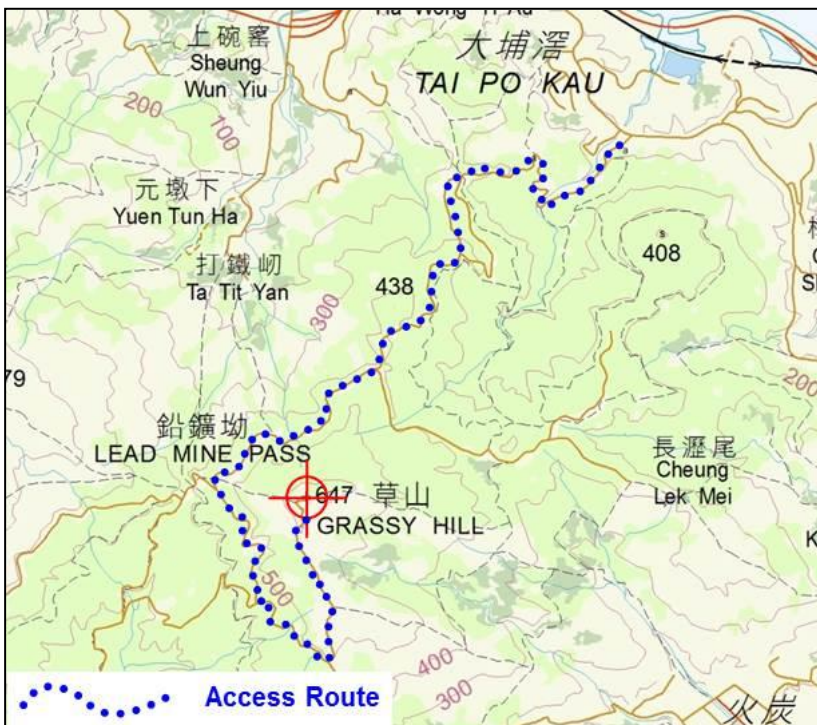 上碗窰
Sheung
Wun Yiu
大埔滘
TAI PO KAU
200
100
元墩下
Yuen Tun Ha
打鐵屻
Ta Tit Yan
408
438
300
79
200
鉛鑛坳
LEAD MINE PASS
長瀝尾
Cheung
Lek Mei
647
草山
GRASSY HILL
500
400
300
火炭
Access Route